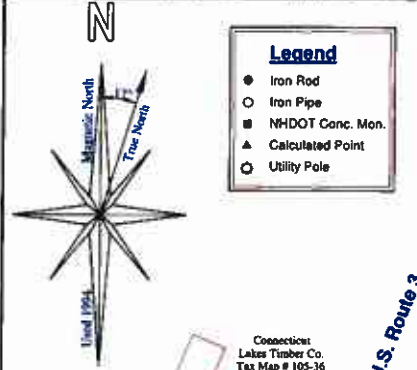 N
Magnetic North
17°
True North
Used 1994
Legend
Iron Rod
Iron Pipe
NHDOT Conc. Mon.
Calculated Point
Utility Pole
Connecticut
Lakes Timber Co.
Tax Map # 105-36
U.S. Route 3